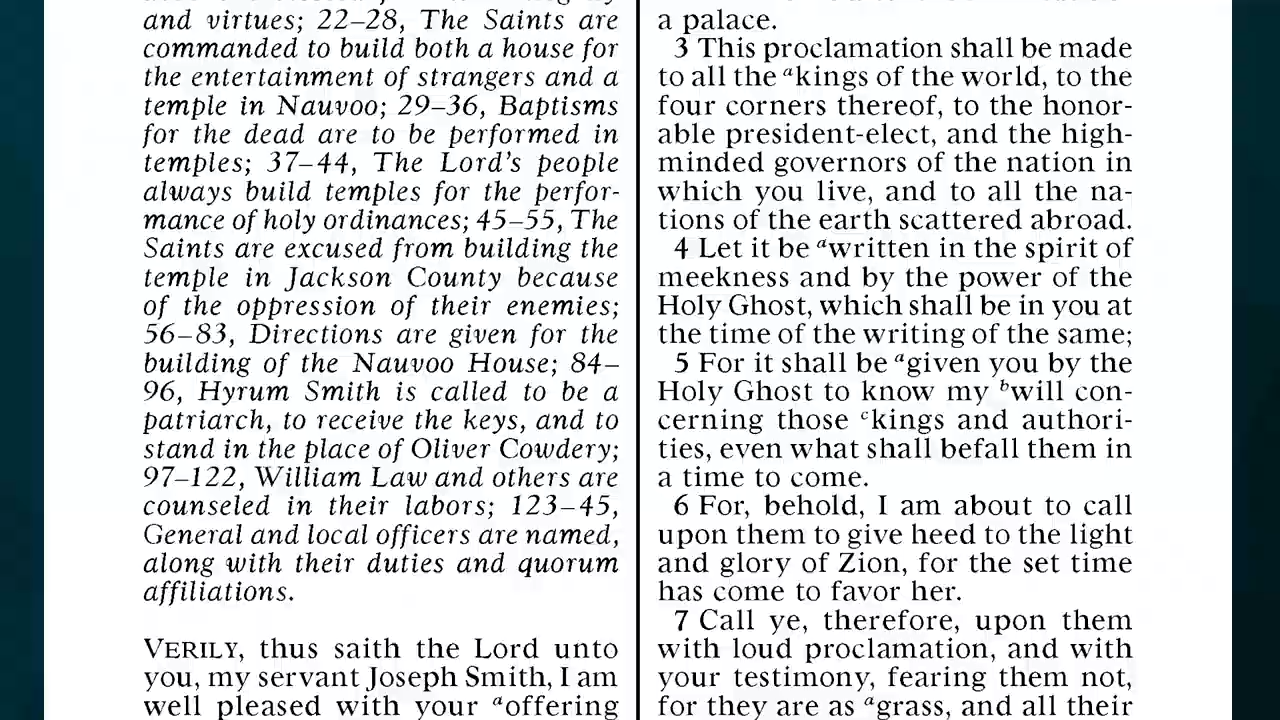 and virtues; 22–28, The Saints are
commanded to build both a house for
the entertainment of strangers and a
temple in Nauvoo; 29–36, Baptisms
for the dead are to be performed in
temples; 37–44, The Lord's people
always build temples for the perfor-
mance of holy ordinances; 45–55, The
Saints are excused from building the
temple in Jackson County because
of the oppression of their enemies;
56–83, Directions are given for the
building of the Nauvoo House; 84–
96, Hyrum Smith is called to be a
patriarch, to receive the keys, and to
stand in the place of Oliver Cowdery;
97–122, William Law and others are
counseled in their labors; 123–45,
General and local officers are named,
along with their duties and quorum
affiliations.
VERILY, thus saith the Lord unto
you, my servant Joseph Smith, I am
well pleased with your aoffering
a palace.
3 This proclamation shall be made
to all the akings of the world, to the
four corners thereof, to the honor-
able president-elect, and the high-
minded governors of the nation in
which you live, and to all the na-
tions of the earth scattered abroad.
4 Let it be awritten in the spirit of
meekness and by the power of the
Holy Ghost, which shall be in you at
the time of the writing of the same;
5 For it shall be agiven you by the
Holy Ghost to know my bwill con-
cerning those ckings and authori-
ties, even what shall befall them in
a time to come.
6 For, behold, I am about to call
upon them to give heed to the light
and glory of Zion, for the set time
has come to favor her.
7 Call ye, therefore, upon them
with loud proclamation, and with
your testimony, fearing them not,
for they are as agrass, and all their